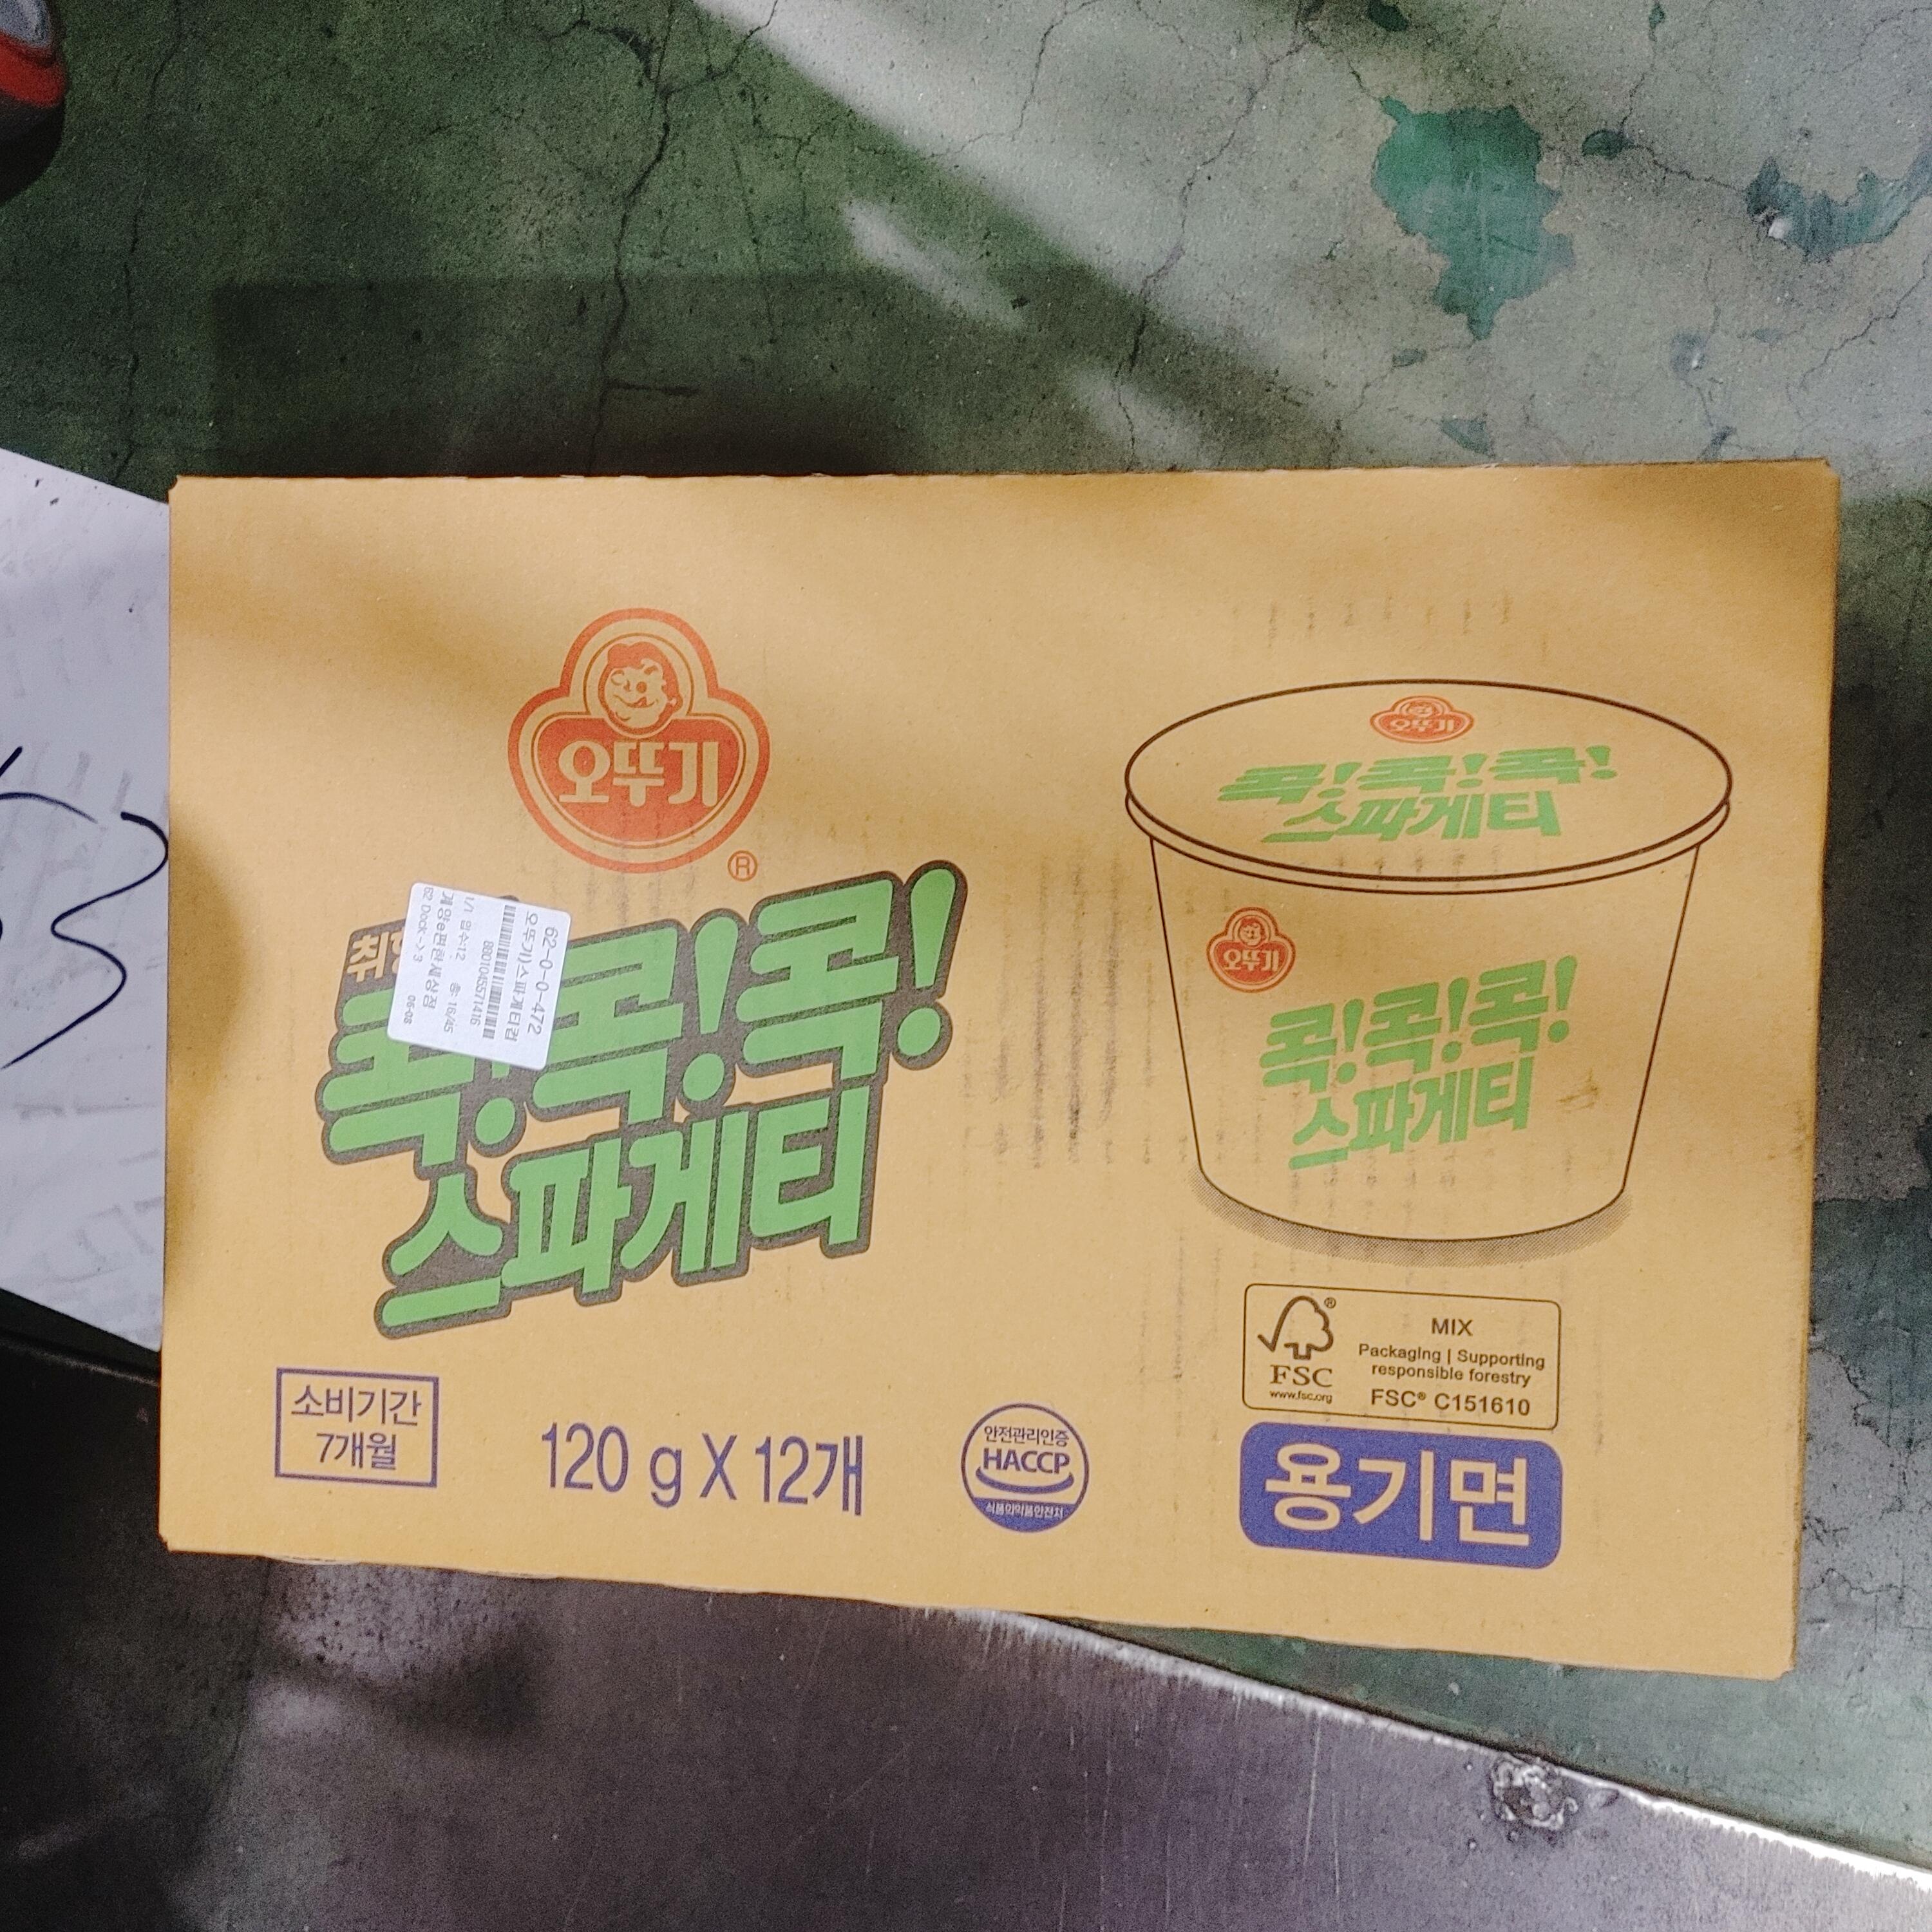 오뚜기
®
취향
콕!콕!콕!
스파게티
62-0-0-0-472
오뚜기)스파게티컵
8801045571416
1/1 입수:12 총: 16/45
계양e편한세상점
62 Dock -> 3 06-08
오뚜기
콕!콕!콕!
스파게티
오뚜기
콕!콕!콕!
스파게티
소비기간
7개월
120 g X 12개
안전관리인증
HACCP
식품의약품안전처
FSC
www.fsc.org
MIX
Packaging | Supporting
responsible forestry
FSC® C151610
용기면